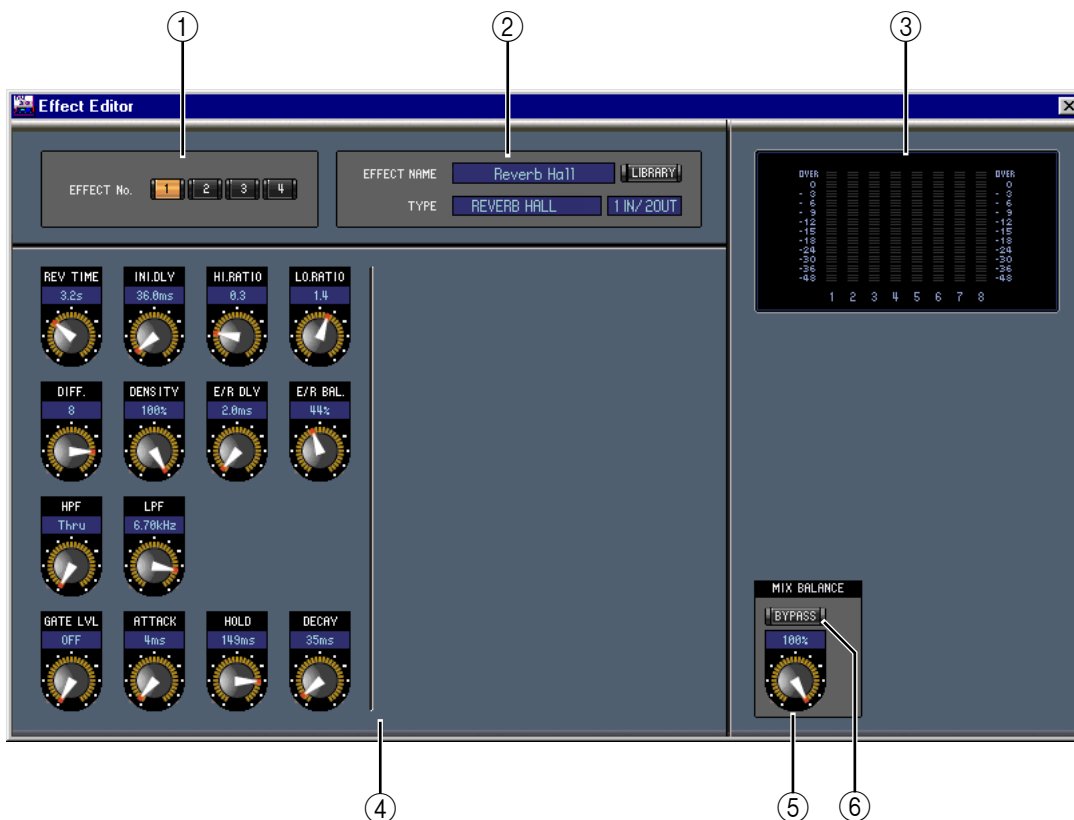 ① ② ③
Effect Editor
EFFECT No. 1 2 3 4
EFFECT NAME Reverb Hall LIBRARY
TYPE REVERB HALL 1 IN/ 2OUT
OVER OVER
0 0
- 3 - 3
- 6 - 6
- 9 - 9
-12 -12
-15 -15
-18 -18
-24 -24
-30 -30
-36 -36
-48 -48
1 2 3 4 5 6 7 8
REV TIME INI.DLY HI.RATIO LO.RATIO
3.2s 36.0ms 0.3 1.4
DIFF. DENSITY E/R DLY E/R BAL.
8 100% 2.0ms 44%
HPF LPF
Thru 6.70kHz
GATE LVL ATTACK HOLD DECAY
OFF 4ms 149ms 35ms
MIX BALANCE
BYPASS
100%
④ ⑤ ⑥